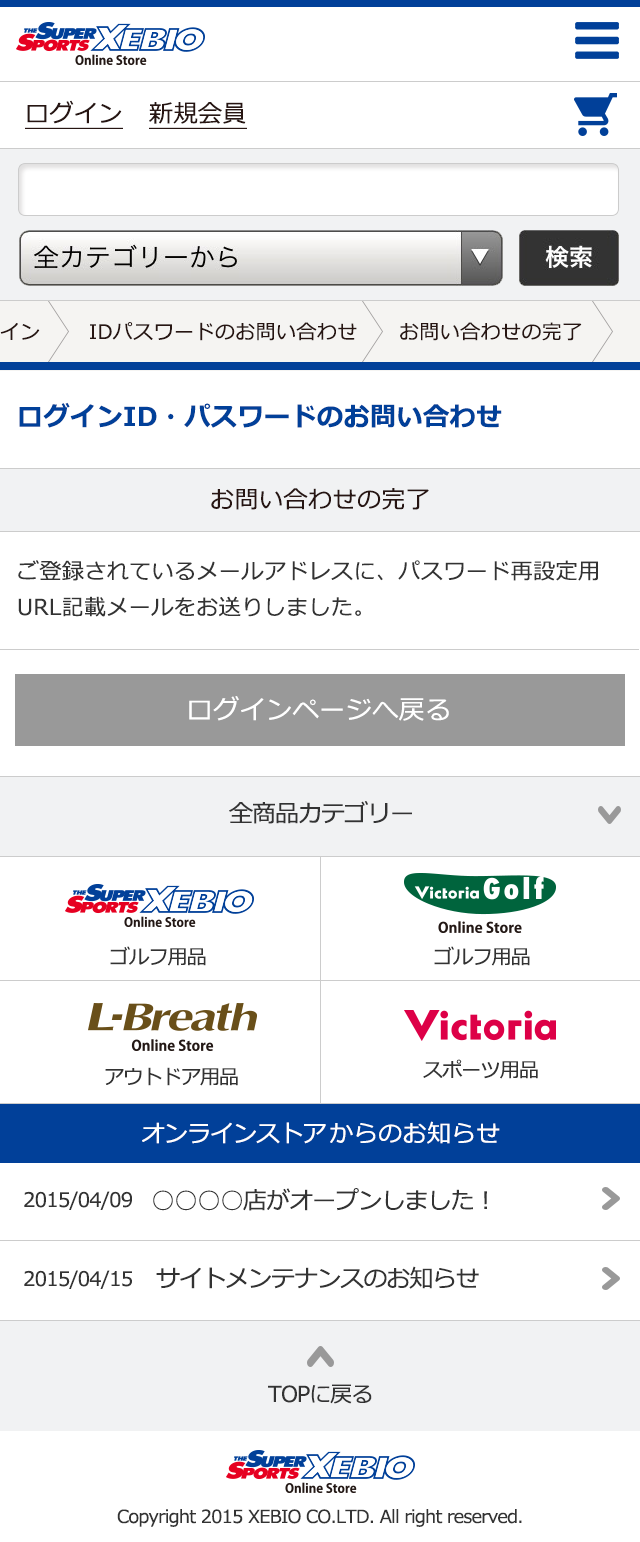 THE SUPER SPORTS XEBIO
Online Store
ログイン 新規会員
全カテゴリーから ▼ 検索
イン IDパスワードのお問い合わせ お問い合わせの完了
ログインID・パスワードのお問い合わせ
お問い合わせの完了
ご登録されているメールアドレスに、パスワード再設定用
URL記載メールをお送りしました。
ログインページへ戻る
全商品カテゴリー
THE SUPER SPORTS XEBIO
Online Store
ゴルフ用品
Victoria Golf
Online Store
ゴルフ用品
L-Breath
Online Store
アウトドア用品
Victoria
スポーツ用品
オンラインストアからのお知らせ
2015/04/09 〇〇〇〇店がオープンしました！
2015/04/15 サイトメンテナンスのお知らせ
TOPに戻る
THE SUPER SPORTS XEBIO
Online Store
Copyright 2015 XEBIO CO.LTD. All right reserved.